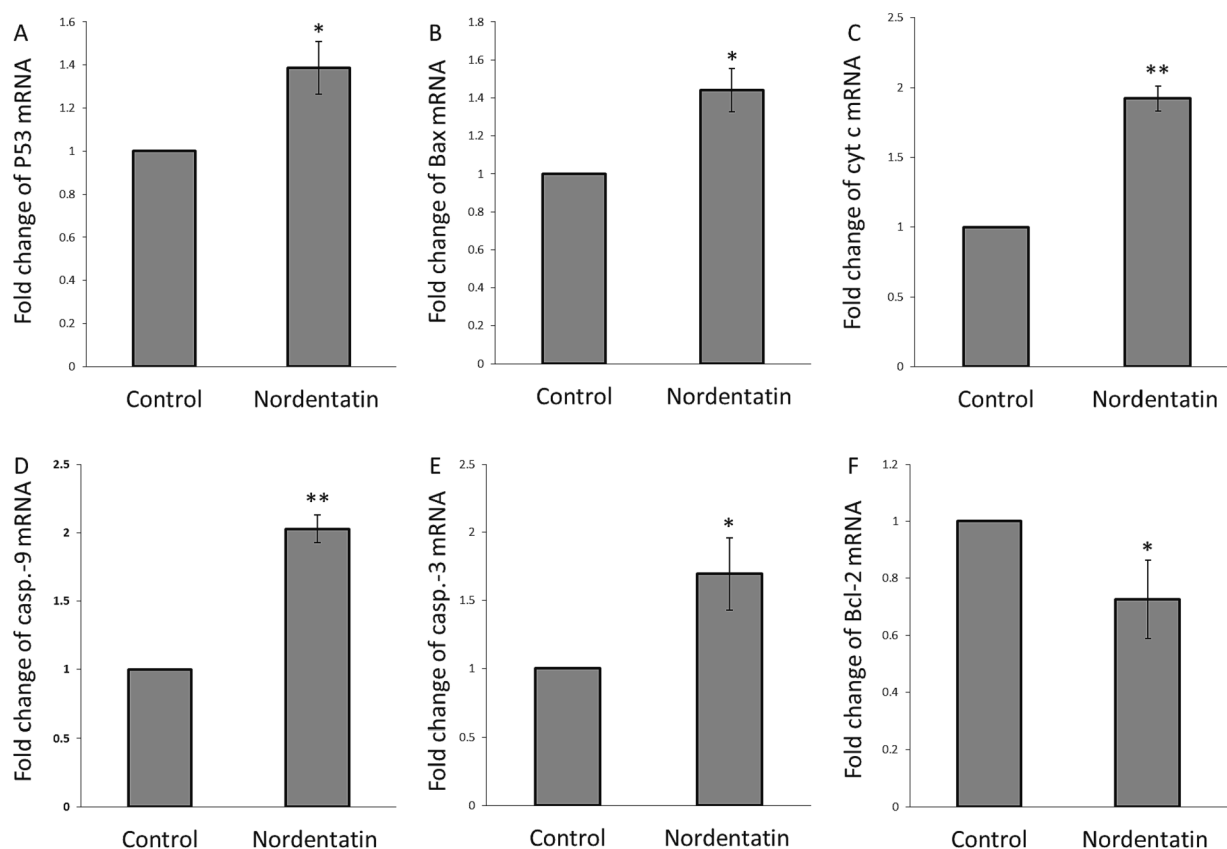 A
Fold change of P53 mRNA
1.6
1.4
1.2
1
0.8
0.6
0.4
0.2
0
*
Control Nordentatin
B
Fold change of Bax mRNA
1.8
1.6
1.4
1.2
1
0.8
0.6
0.4
0.2
0
*
Control Nordentatin
C
Fold change of cyt c mRNA
2.5
2
1.5
1
0.5
0
**
Control Nordentatin
D
Fold change of casp.-9 mRNA
2.5
2
1.5
1
0.5
0
**
Control Nordentatin
E
Fold change of casp.-3 mRNA
2.5
2
1.5
1
0.5
0
*
Control Nordentatin
F
Fold change of Bcl-2 mRNA
1.2
1
0.8
0.6
0.4
0.2
0
*
Control Nordentatin